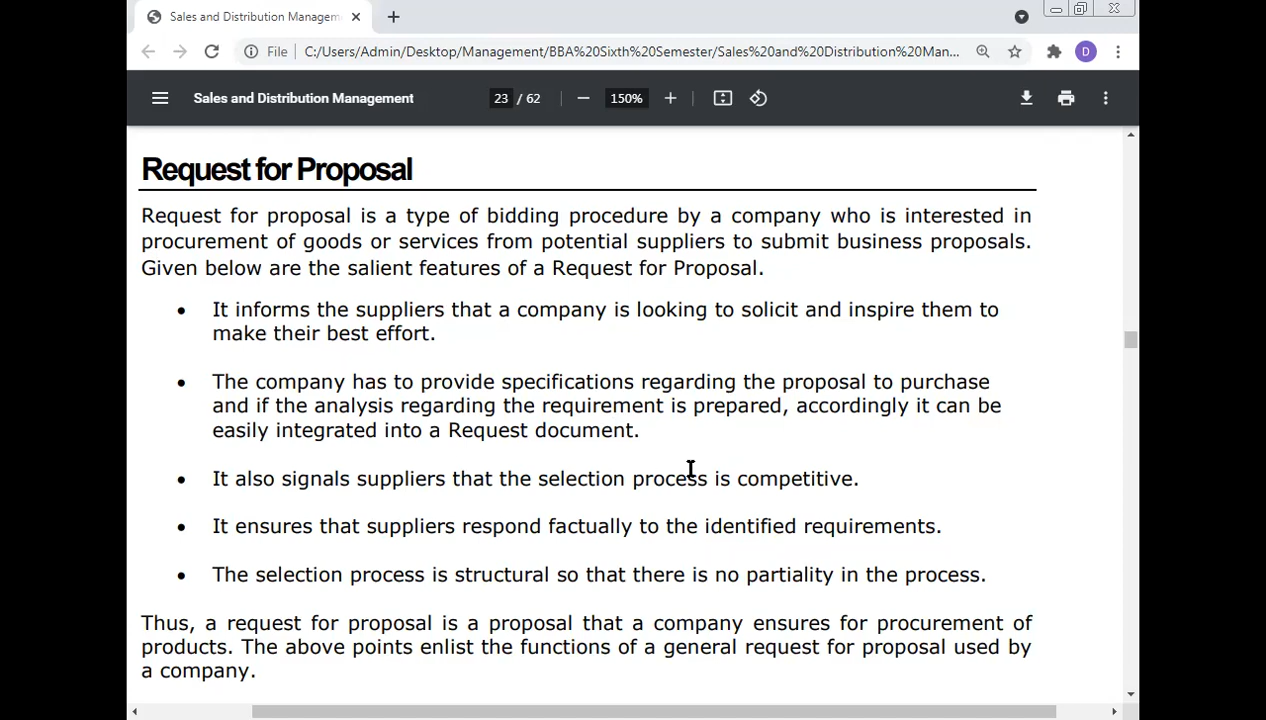 Sales and Distribution Managem
File
C:/Users/Admin/Desktop/Management/BBA%20Sixth%20Semester/Sales%20and%20Distribution%20Man...
D
Sales and Distribution Management
23 / 62
150%
Request for Proposal
Request for proposal is a type of bidding procedure by a company who is interested in
procurement of goods or services from potential suppliers to submit business proposals.
Given below are the salient features of a Request for Proposal.
• It informs the suppliers that a company is looking to solicit and inspire them to
make their best effort.
• The company has to provide specifications regarding the proposal to purchase
and if the analysis regarding the requirement is prepared, accordingly it can be
easily integrated into a Request document.
• It also signals suppliers that the selection process is competitive.
• It ensures that suppliers respond factually to the identified requirements.
• The selection process is structural so that there is no partiality in the process.
Thus, a request for proposal is a proposal that a company ensures for procurement of
products. The above points enlist the functions of a general request for proposal used by
a company.